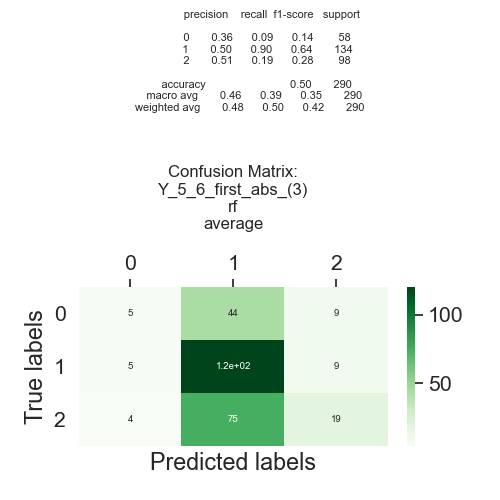 precision recall f1-score support
0 0.36 0.09 0.14 58
1 0.50 0.90 0.64 134
2 0.51 0.19 0.28 98
accuracy 0.50 290
macro avg 0.46 0.39 0.35 290
weighted avg 0.48 0.50 0.42 290
Confusion Matrix:
Y_5_6_first_abs_(3)
rf
average
0 1 2
0 5 44 9
100
1 5 1.2e+02 9
50
2 4 75 19
True labels
Predicted labels